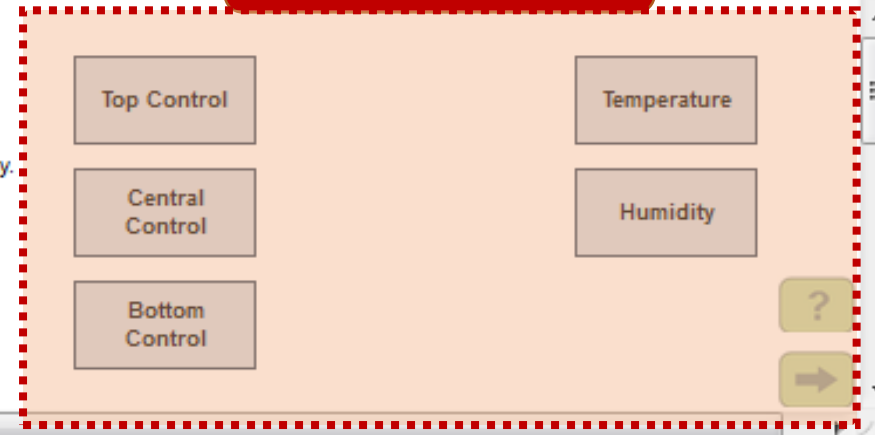 Top Control
Temperature
y.
Central
Control
Humidity
Bottom
Control
?